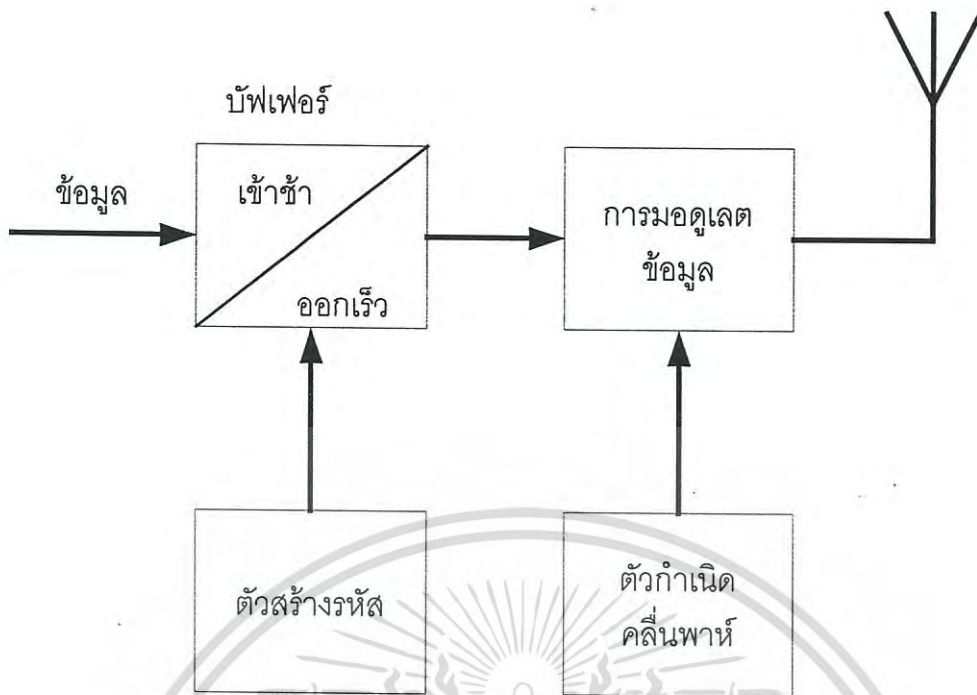 บัฟเฟอร์
ข้อมูล
เข้าช้า
ออกเร็ว
การมอดูเลต
ข้อมูล
ตัวสร้างรหัส
ตัวกำเนิด
คลื่นพาห์